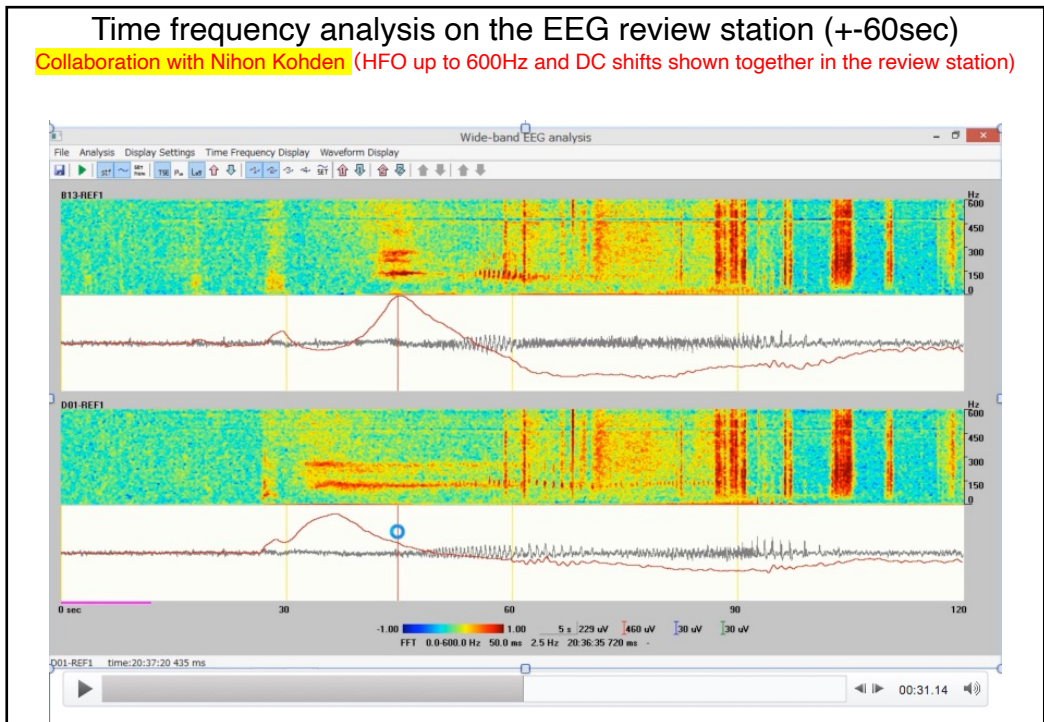 Time frequency analysis on the EEG review station (+-60sec)
Collaboration with Nihon Kohden (HFO up to 600Hz and DC shifts shown together in the review station)
Wide-band EEG analysis
File Analysis Display Settings Time Frequency Display Waveform Display
SET
TSE Pw Lv8
SET
B13-REF1
Hz
600
450
300
150
0
D01-REF1
Hz
600
450
300
150
0
0 sec 30 60 90 120
-1.00 1.00 5 s 229 uV 460 uV 30 uV 30 uV
FFT 0.0-600.0 Hz 50.0 ms 2.5 Hz 20:36:35 720 ms -
D01-REF1 time:20:37:20 435 ms
00:31.14